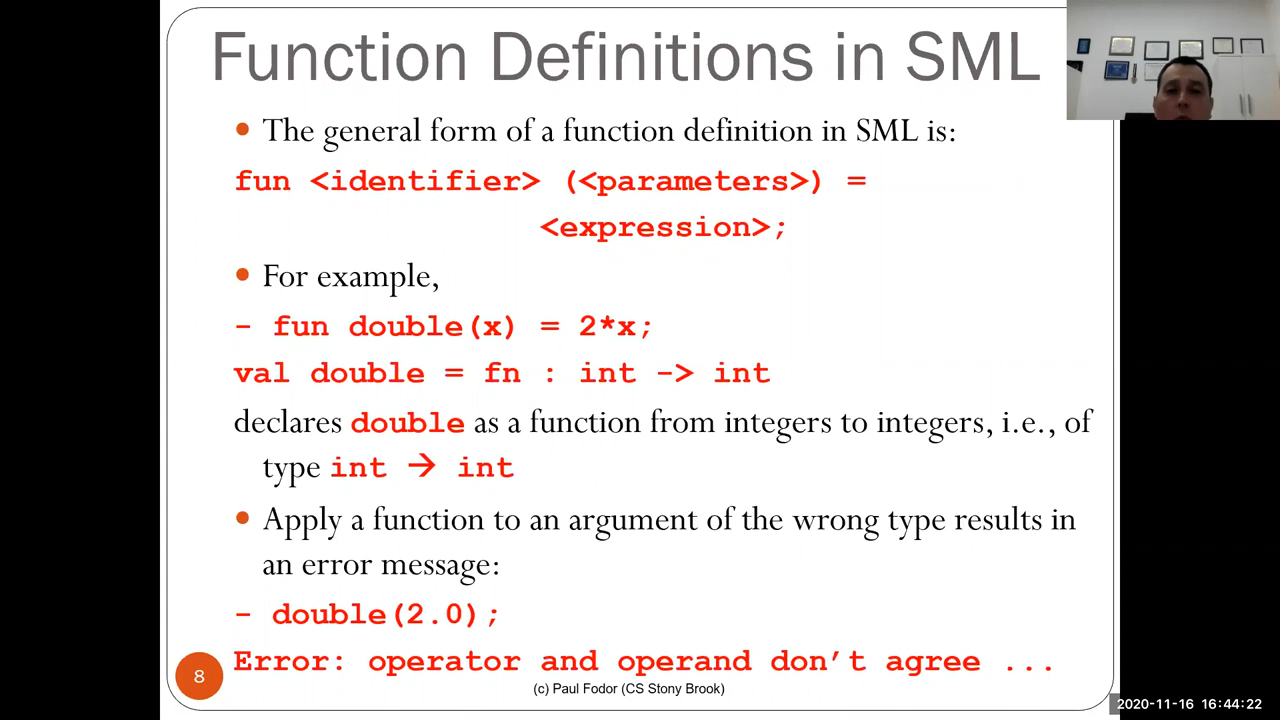 Function Definitions in SML
• The general form of a function definition in SML is:
fun <identifier> (<parameters>) =
<expression>;
• For example,
- fun double(x) = 2*x;
val double = fn : int -> int
declares double as a function from integers to integers, i.e., of
type int → int
• Apply a function to an argument of the wrong type results in
an error message:
- double(2.0);
Error: operator and operand don’t agree ...
8
(c) Paul Fodor (CS Stony Brook)
2020-11-16 16:44:22